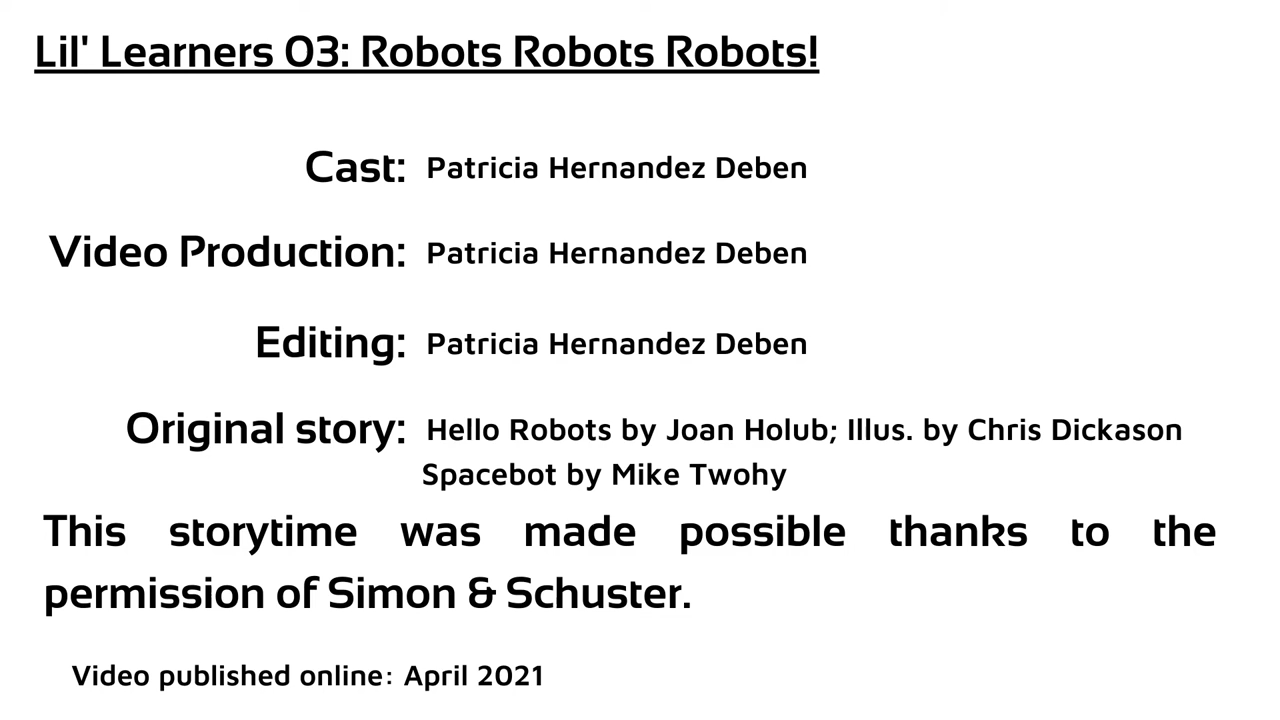 Lil' Learners 03: Robots Robots Robots!
Cast: Patricia Hernandez Deben
Video Production: Patricia Hernandez Deben
Editing: Patricia Hernandez Deben
Original story: Hello Robots by Joan Holub; Illus. by Chris Dickason
Spacebot by Mike Twohy
This storytime was made possible thanks to the
permission of Simon & Schuster.
Video published online: April 2021